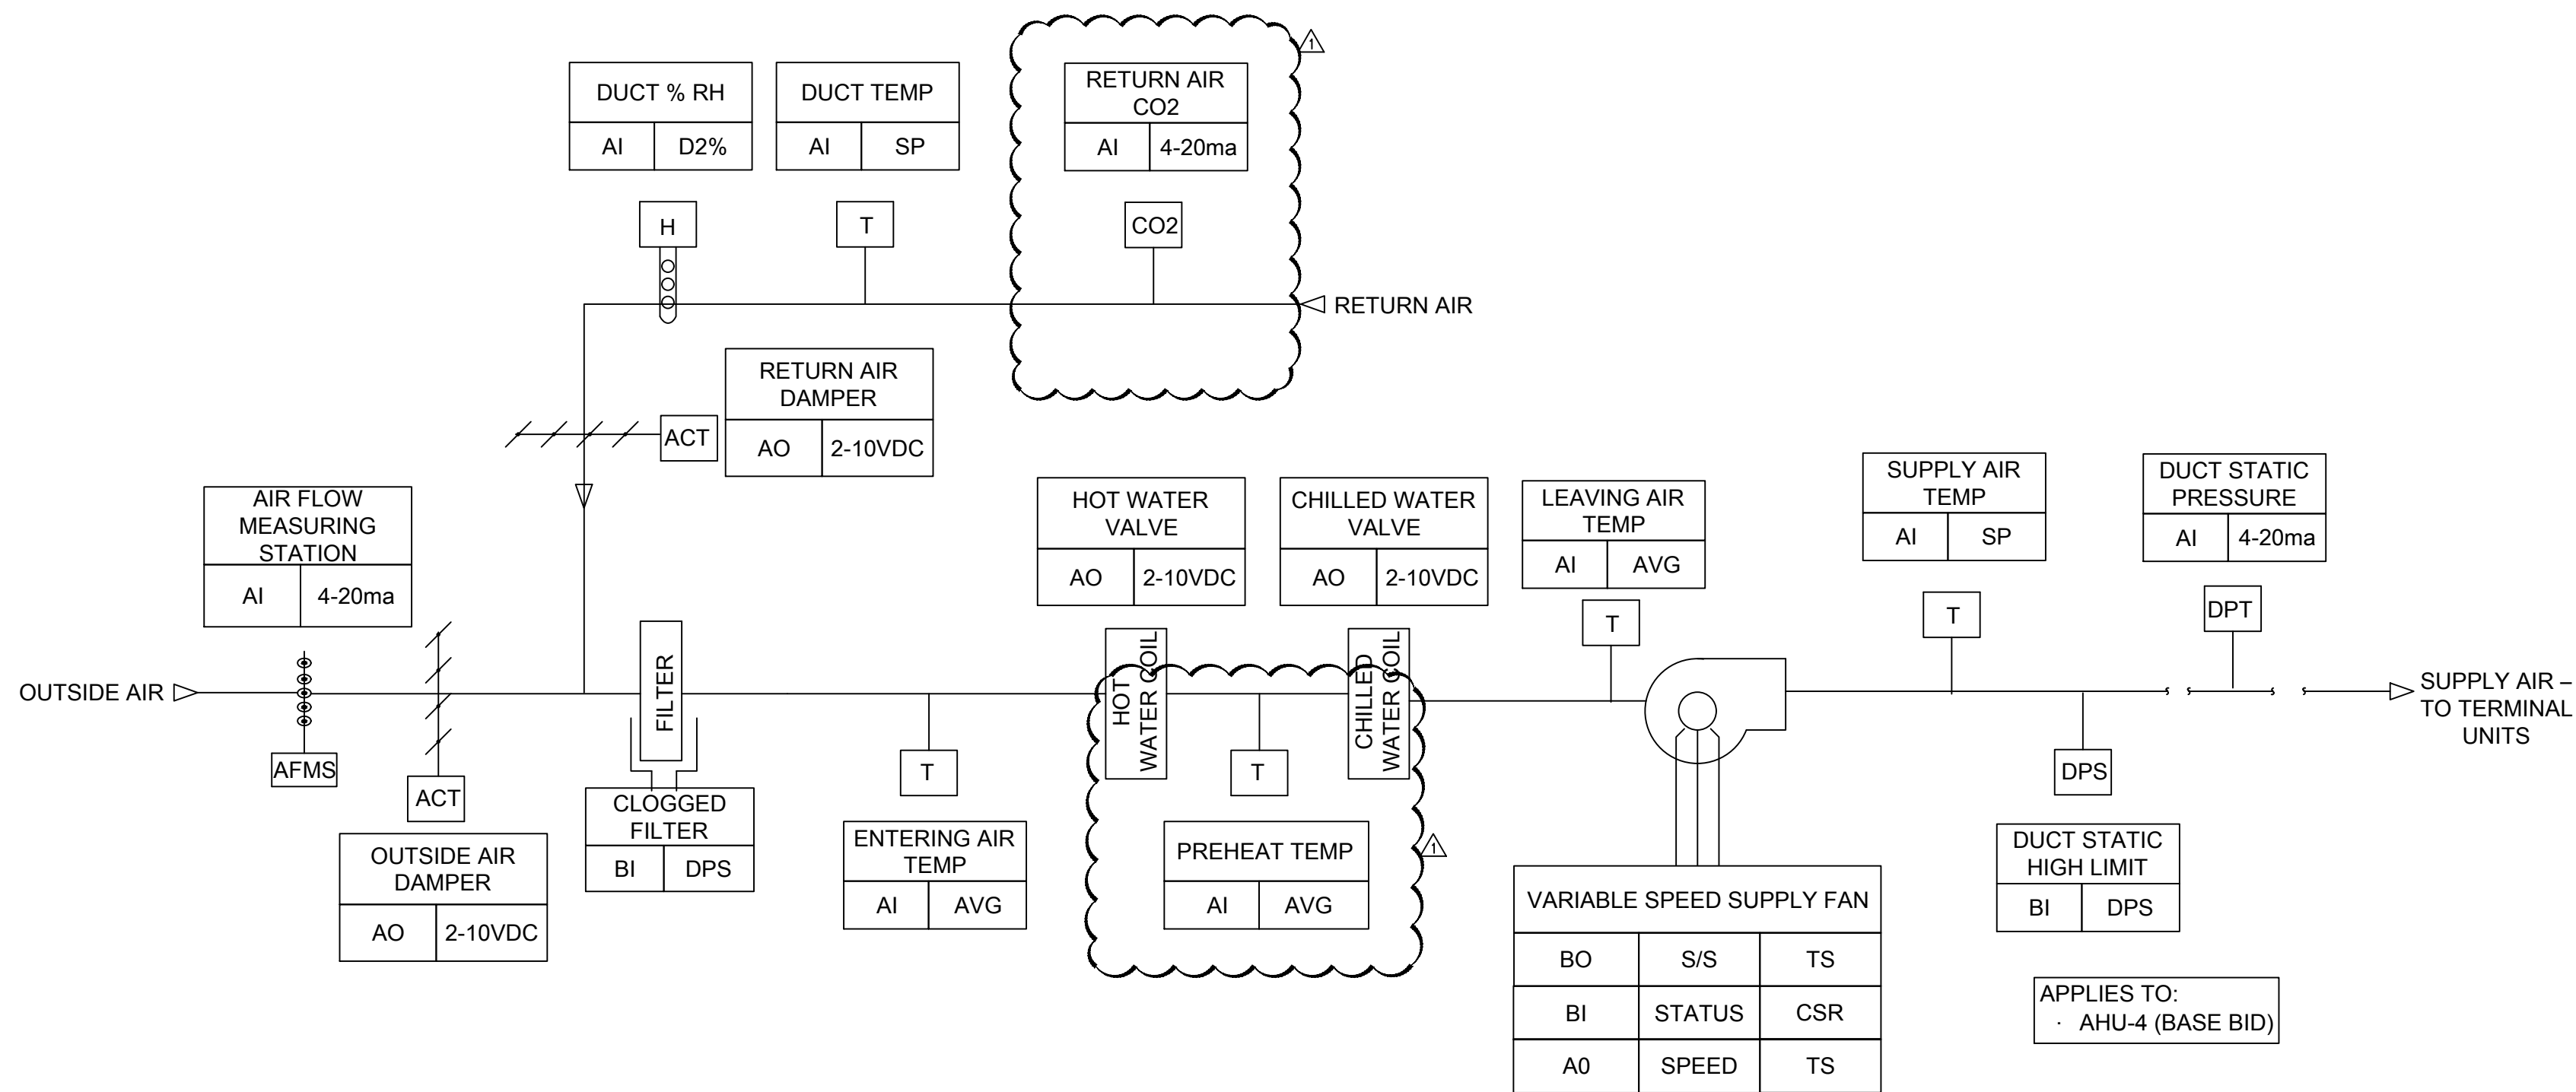 1
DUCT % RH
AI D2%
DUCT TEMP
AI SP
RETURN AIR
CO2
AI 4-20ma
H
T
CO2
RETURN AIR
RETURN AIR
DAMPER
AO 2-10VDC
ACT
AIR FLOW
MEASURING
STATION
AI 4-20ma
HOT WATER
VALVE
AO 2-10VDC
CHILLED WATER
VALVE
AO 2-10VDC
LEAVING AIR
TEMP
AI AVG
SUPPLY AIR
TEMP
AI SP
DUCT STATIC
PRESSURE
AI 4-20ma
T
T
DPT
OUTSIDE AIR
FILTER
HOT
WATER COIL
CHILLED
WATER COIL
SUPPLY AIR –
TO TERMINAL
UNITS
AFMS
ACT
T
T
DPS
CLOGGED
FILTER
BI DPS
OUTSIDE AIR
DAMPER
AO 2-10VDC
ENTERING AIR
TEMP
AI AVG
PREHEAT TEMP
AI AVG
1
VARIABLE SPEED SUPPLY FAN
BO S/S TS
BI STATUS CSR
A0 SPEED TS
DUCT STATIC
HIGH LIMIT
BI DPS
APPLIES TO:
· AHU-4 (BASE BID)